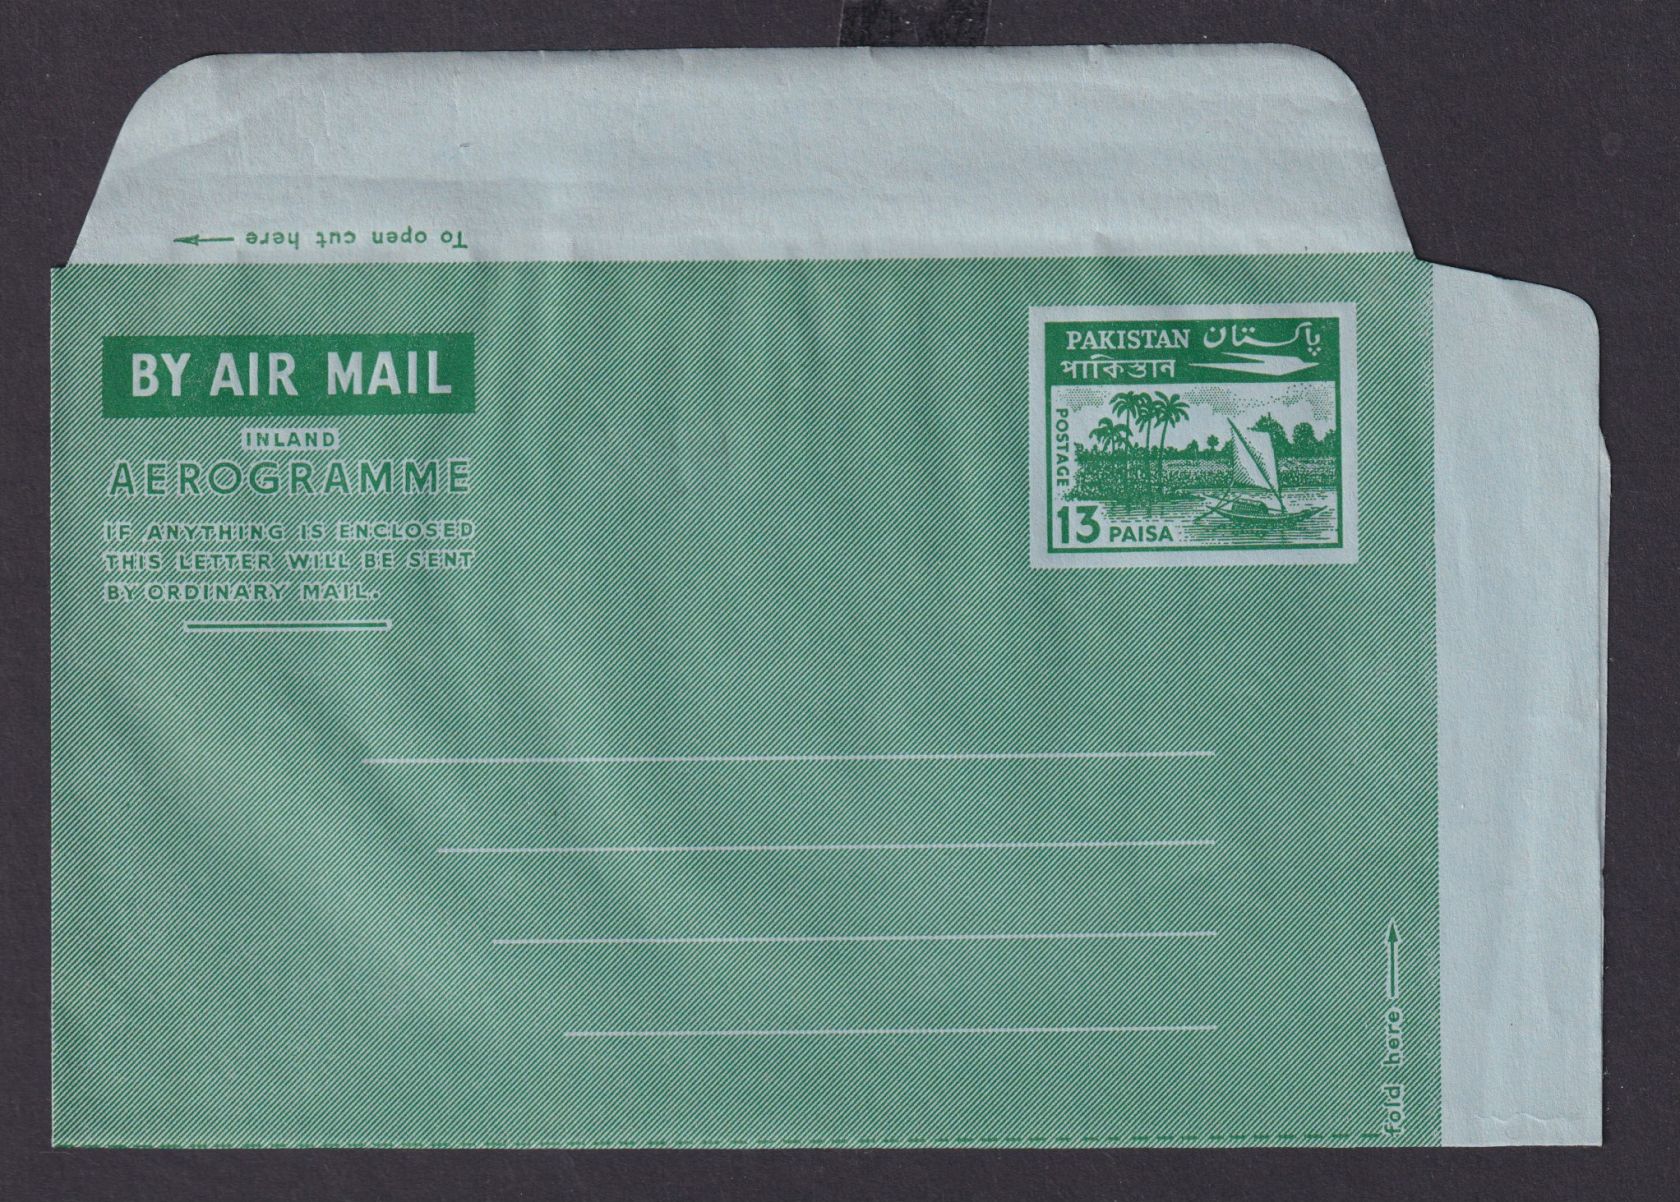 To open cut here
BY AIR MAIL
INLAND
AEROGRAMME
IF ANYTHING IS ENCLOSED
THIS LETTER WILL BE SENT
BY ORDINARY MAIL.
PAKISTAN پاکستان
পাকিস্তান
POSTAGE
13 PAISA
Fold here